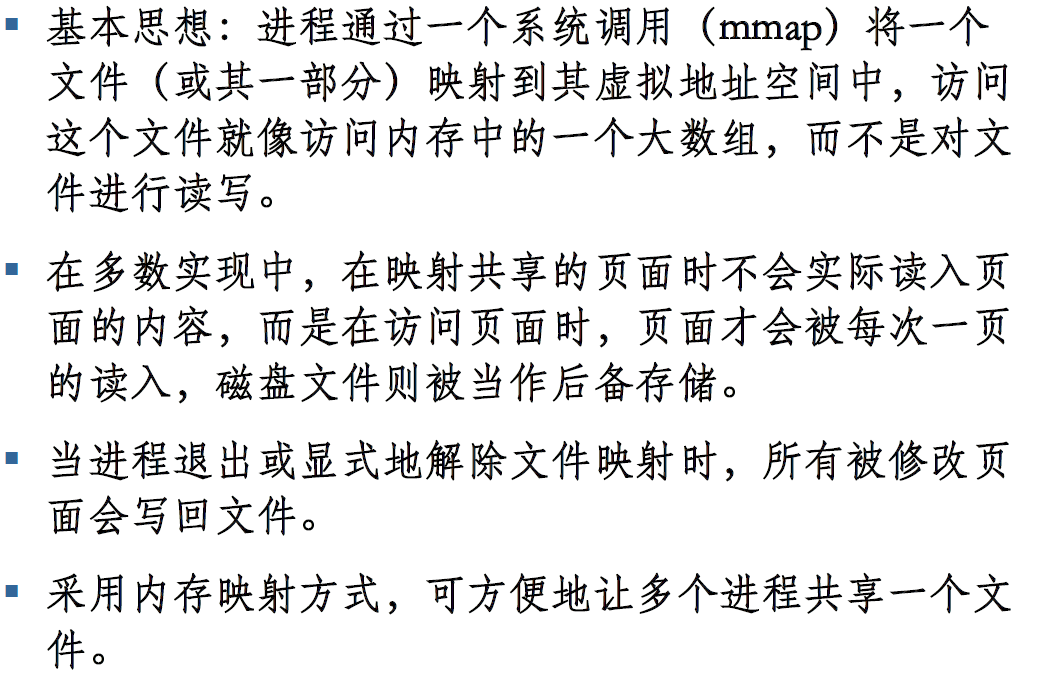 ▪ 基本思想：进程通过一个系统调用（mmap）将一个
文件（或其一部分）映射到其虚拟地址空间中，访问
这个文件就像访问内存中的一个大数组，而不是对文
件进行读写。
▪ 在多数实现中，在映射共享的页面时不会实际读入页
面的内容，而是在访问页面时，页面才会被每次一页
的读入，磁盘文件则被当作后备存储。
▪ 当进程退出或显式地解除文件映射时，所有被修改页
面会写回文件。
▪ 采用内存映射方式，可方便地让多个进程共享一个文
件。